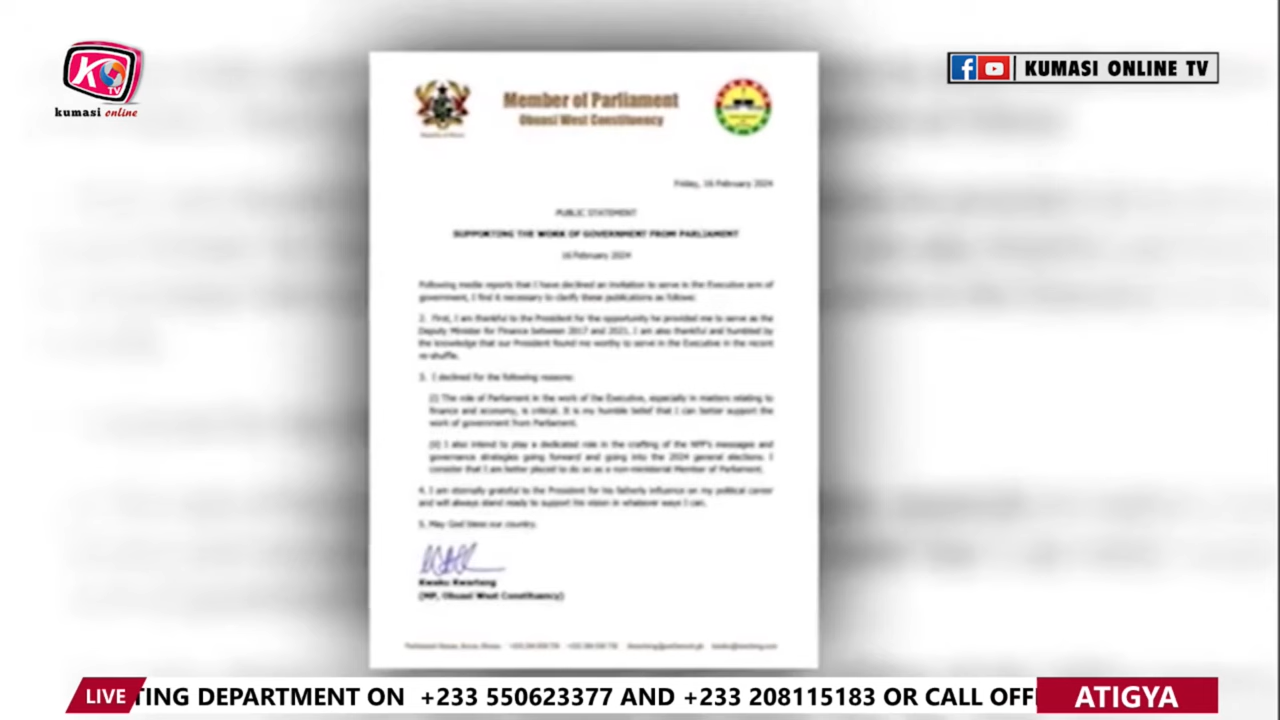 KTV
kumasi online
KUMASI ONLINE TV
Member of Parliament
Obuasi West Constituency
Friday, 16 February 2024
PUBLIC STATEMENT
SUPPORTING THE WORK OF GOVERNMENT FROM PARLIAMENT
16 February 2024
Following media reports that I have declined an invitation to serve in the Executive arm of
government, I find it necessary to clarify these publications as follows:
2. First, I am thankful to the President for the opportunity he provided me to serve as the
Deputy Minister for Finance between 2017 and 2021. I am also thankful and humbled by
the knowledge that our President found me worthy to serve in the Executive in the recent
re-shuffle.
3. I declined for the following reasons:
(i) The role of Parliament in the work of the Executive, especially in matters relating to
finance and economy, is critical. It is my humble belief that I can better support the
work of government from Parliament.
(ii) I also intend to play a dedicated role in the crafting of the NPP's messages and
governance strategies going forward and going into the 2024 general elections. I
consider that I am better placed to do so as a non-ministerial Member of Parliament.
4. I am eternally grateful to the President for his fatherly influence on my political career
and will always stand ready to support his vision in whatever ways I can.
5. May God bless our country.
Kwaku Kwarteng
(MP, Obuasi West Constituency)
LIVE
TING DEPARTMENT ON +233 550623377 AND +233 208115183 OR CALL OFF
ATIGYA